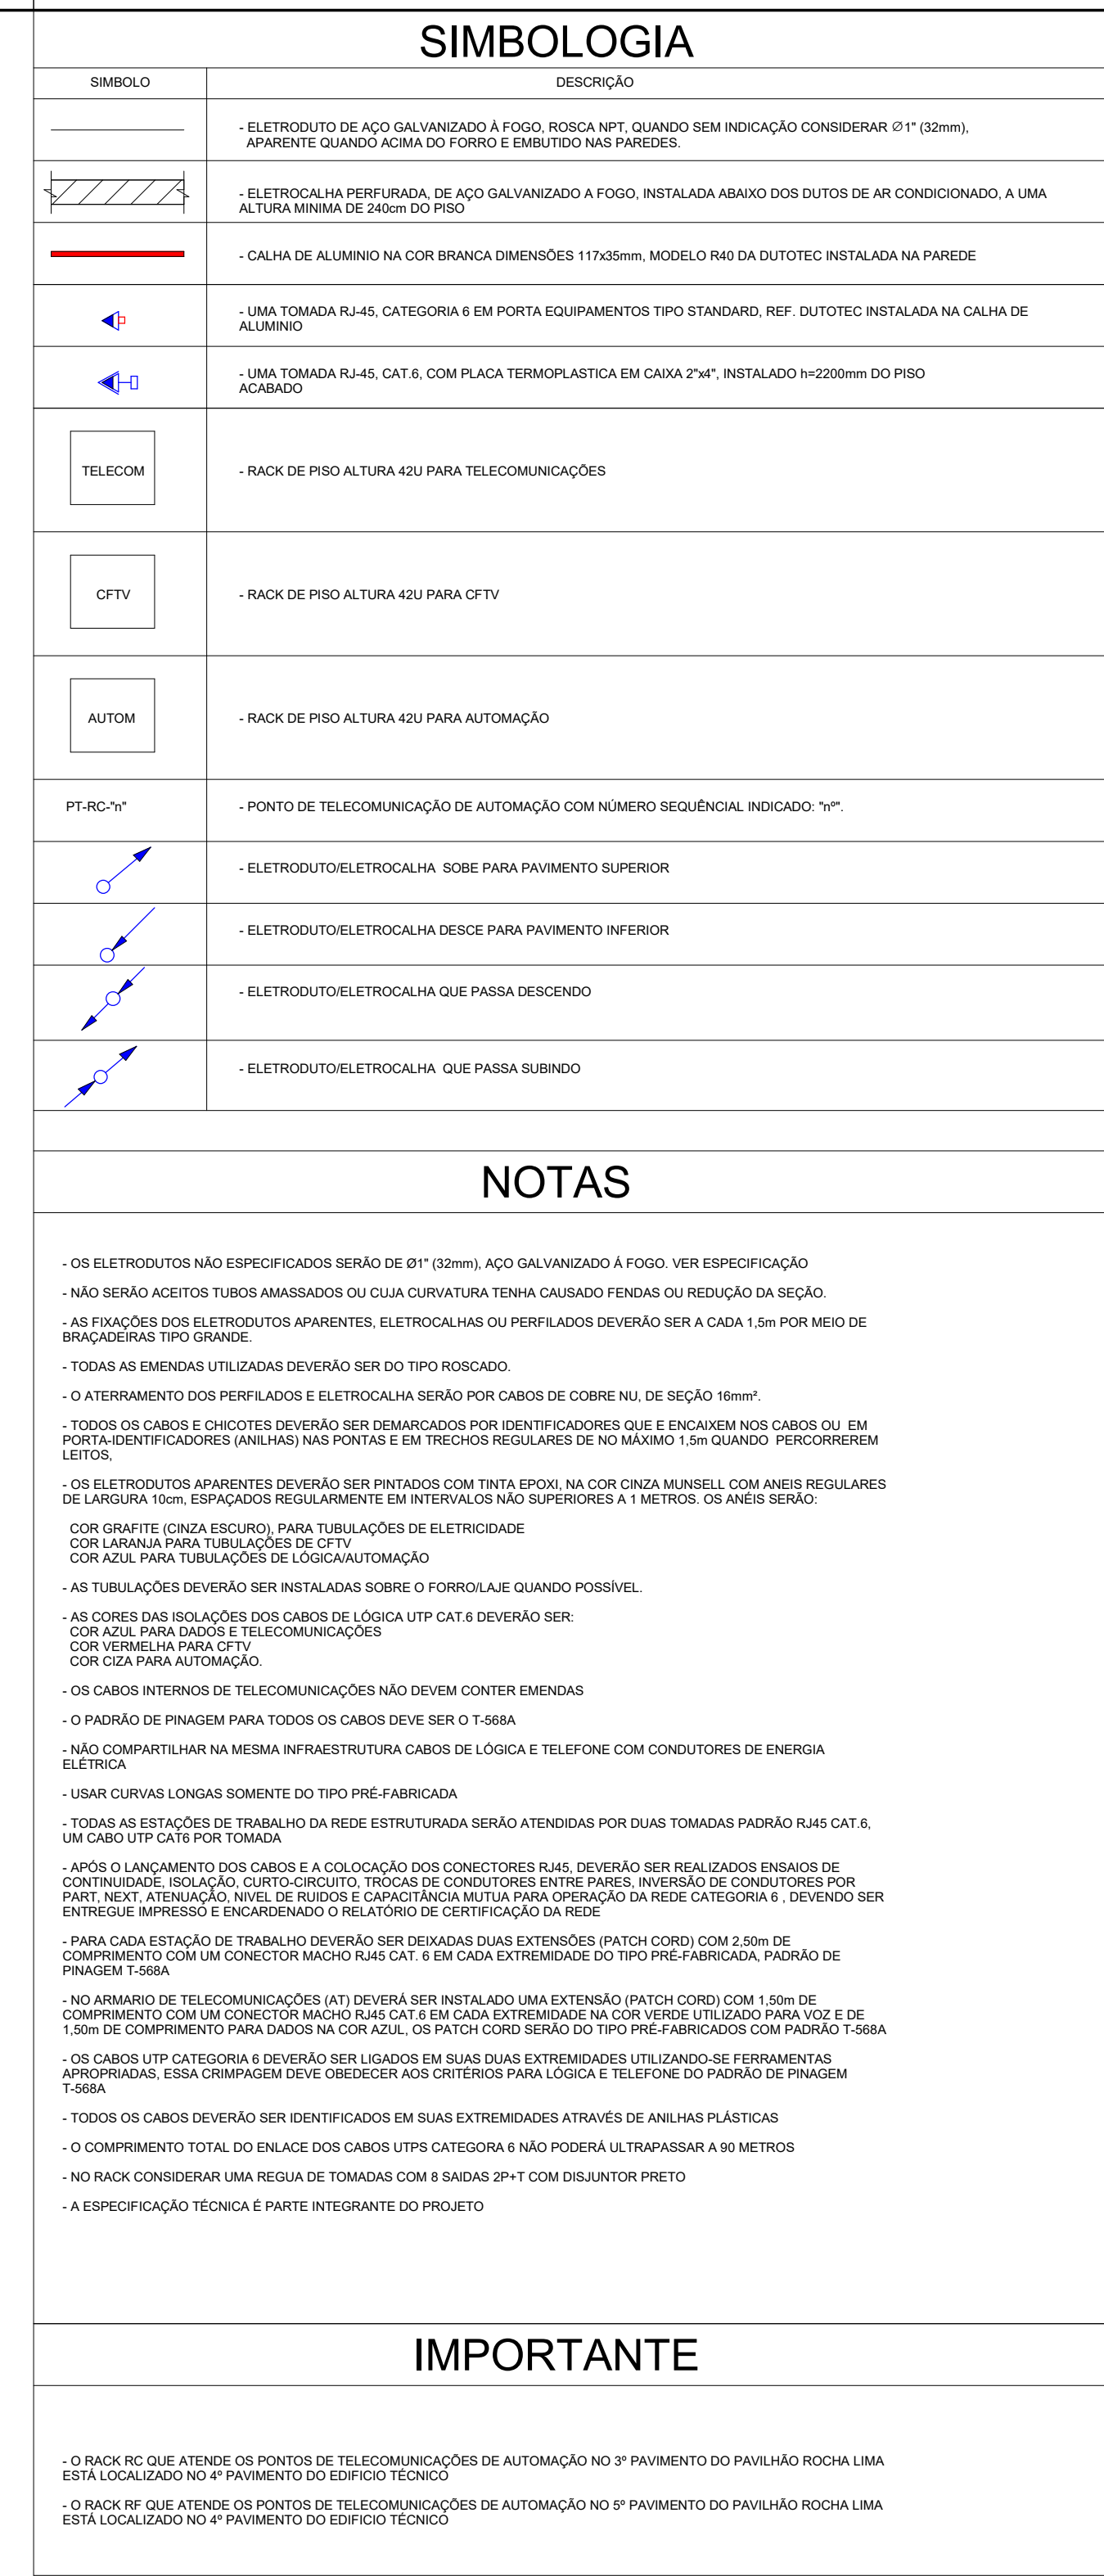 SIMBOLOGIA
SIMBOLO
DESCRIÇÃO
- ELETRODUTO DE AÇO GALVANIZADO À FOGO, ROSCA NPT, QUANDO SEM INDICAÇÃO CONSIDERAR Ø1" (32mm),
APARENTE QUANDO ACIMA DO FORRO E EMBUTIDO NAS PAREDES.
- ELETROCALHA PERFURADA, DE AÇO GALVANIZADO A FOGO, INSTALADA ABAIXO DOS DUTOS DE AR CONDICIONADO, A UMA
ALTURA MINIMA DE 240cm DO PISO
- CALHA DE ALUMINIO NA COR BRANCA DIMENSÕES 117x35mm, MODELO R40 DA DUTOTEC INSTALADA NA PAREDE
- UMA TOMADA RJ-45, CATEGORIA 6 EM PORTA EQUIPAMENTOS TIPO STANDARD, REF. DUTOTEC INSTALADA NA CALHA DE
ALUMINIO
- UMA TOMADA RJ-45, CAT.6, COM PLACA TERMOPLASTICA EM CAIXA 2"x4", INSTALADO h=2200mm DO PISO
ACABADO
TELECOM
- RACK DE PISO ALTURA 42U PARA TELECOMUNICAÇÕES
CFTV
- RACK DE PISO ALTURA 42U PARA CFTV
AUTOM
- RACK DE PISO ALTURA 42U PARA AUTOMAÇÃO
PT-RC-"n"
- PONTO DE TELECOMUNICAÇÃO DE AUTOMAÇÃO COM NÚMERO SEQUÊNCIAL INDICADO: "nº".
- ELETRODUTO/ELETROCALHA SOBE PARA PAVIMENTO SUPERIOR
- ELETRODUTO/ELETROCALHA DESCE PARA PAVIMENTO INFERIOR
- ELETRODUTO/ELETROCALHA QUE PASSA DESCENDO
- ELETRODUTO/ELETROCALHA QUE PASSA SUBINDO
NOTAS
- OS ELETRODUTOS NÃO ESPECIFICADOS SERÃO DE Ø1" (32mm), AÇO GALVANIZADO Á FOGO. VER ESPECIFICAÇÃO
- NÃO SERÃO ACEITOS TUBOS AMASSADOS OU CUJA CURVATURA TENHA CAUSADO FENDAS OU REDUÇÃO DA SEÇÃO.
- AS FIXAÇÕES DOS ELETRODUTOS APARENTES, ELETROCALHAS OU PERFILADOS DEVERÃO SER A CADA 1,5m POR MEIO DE
BRAÇADEIRAS TIPO GRANDE.
- TODAS AS EMENDAS UTILIZADAS DEVERÃO SER DO TIPO ROSCADO.
- O ATERRAMENTO DOS PERFILADOS E ELETROCALHA SERÃO POR CABOS DE COBRE NU, DE SEÇÃO 16mm².
- TODOS OS CABOS E CHICOTES DEVERÃO SER DEMARCADOS POR IDENTIFICADORES QUE E ENCAIXEM NOS CABOS OU EM
PORTA-IDENTIFICADORES (ANILHAS) NAS PONTAS E EM TRECHOS REGULARES DE NO MÁXIMO 1,5m QUANDO PERCORREREM
LEITOS,
- OS ELETRODUTOS APARENTES DEVERÃO SER PINTADOS COM TINTA EPOXI, NA COR CINZA MUNSELL COM ANEIS REGULARES
DE LARGURA 10cm, ESPAÇADOS REGULARMENTE EM INTERVALOS NÃO SUPERIORES A 1 METROS. OS ANÉIS SERÃO:
COR GRAFITE (CINZA ESCURO), PARA TUBULAÇÕES DE ELETRICIDADE
COR LARANJA PARA TUBULAÇÕES DE CFTV
COR AZUL PARA TUBULAÇÕES DE LÓGICA/AUTOMAÇÃO
- AS TUBULAÇÕES DEVERÃO SER INSTALADAS SOBRE O FORRO/LAJE QUANDO POSSÍVEL.
- AS CORES DAS ISOLAÇÕES DOS CABOS DE LÓGICA UTP CAT.6 DEVERÃO SER:
COR AZUL PARA DADOS E TELECOMUNICAÇÕES
COR VERMELHA PARA CFTV
COR CIZA PARA AUTOMAÇÃO.
- OS CABOS INTERNOS DE TELECOMUNICAÇÕES NÃO DEVEM CONTER EMENDAS
- O PADRÃO DE PINAGEM PARA TODOS OS CABOS DEVE SER O T-568A
- NÃO COMPARTILHAR NA MESMA INFRAESTRUTURA CABOS DE LÓGICA E TELEFONE COM CONDUTORES DE ENERGIA
ELÉTRICA
- USAR CURVAS LONGAS SOMENTE DO TIPO PRÉ-FABRICADA
- TODAS AS ESTAÇÕES DE TRABALHO DA REDE ESTRUTURADA SERÃO ATENDIDAS POR DUAS TOMADAS PADRÃO RJ45 CAT.6,
UM CABO UTP CAT6 POR TOMADA
- APÓS O LANÇAMENTO DOS CABOS E A COLOCAÇÃO DOS CONECTORES RJ45, DEVERÃO SER REALIZADOS ENSAIOS DE
CONTINUIDADE, ISOLAÇÃO, CURTO-CIRCUITO, TROCAS DE CONDUTORES ENTRE PARES, INVERSÃO DE CONDUTORES POR
PART, NEXT, ATENUAÇÃO, NIVEL DE RUIDOS E CAPACITÂNCIA MUTUA PARA OPERAÇÃO DA REDE CATEGORIA 6 , DEVENDO SER
ENTREGUE IMPRESSO E ENCARDENADO O RELATÓRIO DE CERTIFICAÇÃO DA REDE
- PARA CADA ESTAÇÃO DE TRABALHO DEVERÃO SER DEIXADAS DUAS EXTENSÕES (PATCH CORD) COM 2,50m DE
COMPRIMENTO COM UM CONECTOR MACHO RJ45 CAT. 6 EM CADA EXTREMIDADE DO TIPO PRÉ-FABRICADA, PADRÃO DE
PINAGEM T-568A
- NO ARMARIO DE TELECOMUNICAÇÕES (AT) DEVERÁ SER INSTALADO UMA EXTENSÃO (PATCH CORD) COM 1,50m DE
COMPRIMENTO COM UM CONECTOR MACHO RJ45 CAT.6 EM CADA EXTREMIDADE NA COR VERDE UTILIZADO PARA VOZ E DE
1,50m DE COMPRIMENTO PARA DADOS NA COR AZUL, OS PATCH CORD SERÃO DO TIPO PRÉ-FABRICADOS COM PADRÃO T-568A
- OS CABOS UTP CATEGORIA 6 DEVERÃO SER LIGADOS EM SUAS DUAS EXTREMIDADES UTILIZANDO-SE FERRAMENTAS
APROPRIADAS, ESSA CRIMPAGEM DEVE OBEDECER AOS CRITÉRIOS PARA LÓGICA E TELEFONE DO PADRÃO DE PINAGEM
T-568A
- TODOS OS CABOS DEVERÃO SER IDENTIFICADOS EM SUAS EXTREMIDADES ATRAVÉS DE ANILHAS PLÁSTICAS
- O COMPRIMENTO TOTAL DO ENLACE DOS CABOS UTPS CATEGORA 6 NÃO PODERÁ ULTRAPASSAR A 90 METROS
- NO RACK CONSIDERAR UMA REGUA DE TOMADAS COM 8 SAIDAS 2P+T COM DISJUNTOR PRETO
- A ESPECIFICAÇÃO TÉCNICA É PARTE INTEGRANTE DO PROJETO
IMPORTANTE
- O RACK RC QUE ATENDE OS PONTOS DE TELECOMUNICAÇÕES DE AUTOMAÇÃO NO 3º PAVIMENTO DO PAVILHÃO ROCHA LIMA
ESTÁ LOCALIZADO NO 4º PAVIMENTO DO EDIFICIO TÉCNICO
- O RACK RF QUE ATENDE OS PONTOS DE TELECOMUNICAÇÕES DE AUTOMAÇÃO NO 5º PAVIMENTO DO PAVILHÃO ROCHA LIMA
ESTÁ LOCALIZADO NO 4º PAVIMENTO DO EDIFICIO TÉCNICO